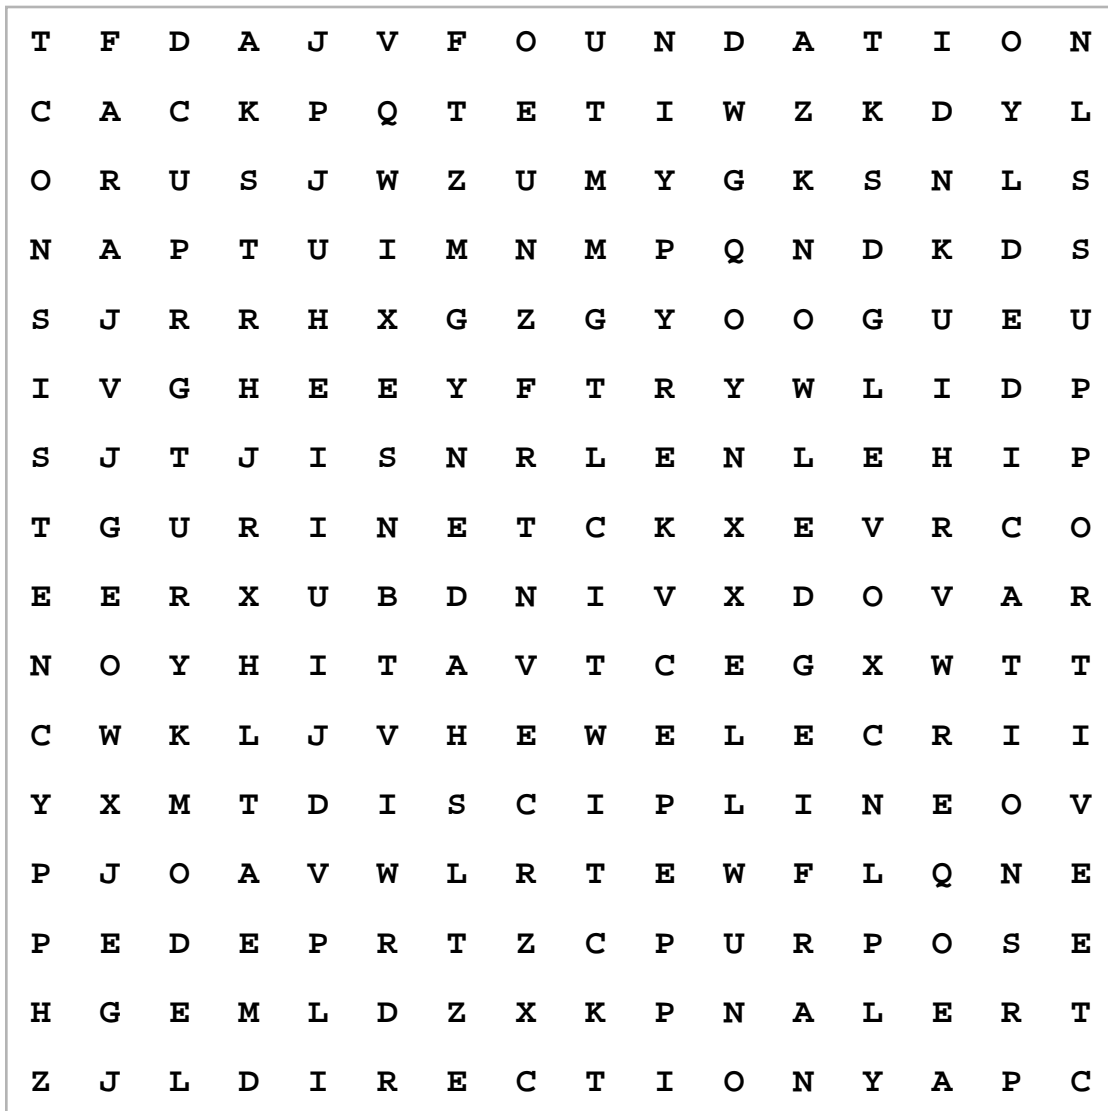 T F D A J V F O U N D A T I O N
C A C K P Q T E T I W Z K D Y L
O R U S J W Z U M Y G K S N L S
N A P T U I M N M P Q N D K D S
S J R R H X G Z G Y O O G U E U
I V G H E E Y F T R Y W L I D P
S J T J I S N R L E N L E H I P
T G U R I N E T C K X E V R C O
E E R X U B D N I V X D O V A R
N O Y H I T A V T C E G X W T T
C W K L J V H E W E L E C R I I
Y X M T D I S C I P L I N E O V
P J O A V W L R T E W F L Q N E
P E D E P R T Z C P U R P O S E
H G E M L D Z X K P N A L E R T
Z J L D I R E C T I O N Y A P C